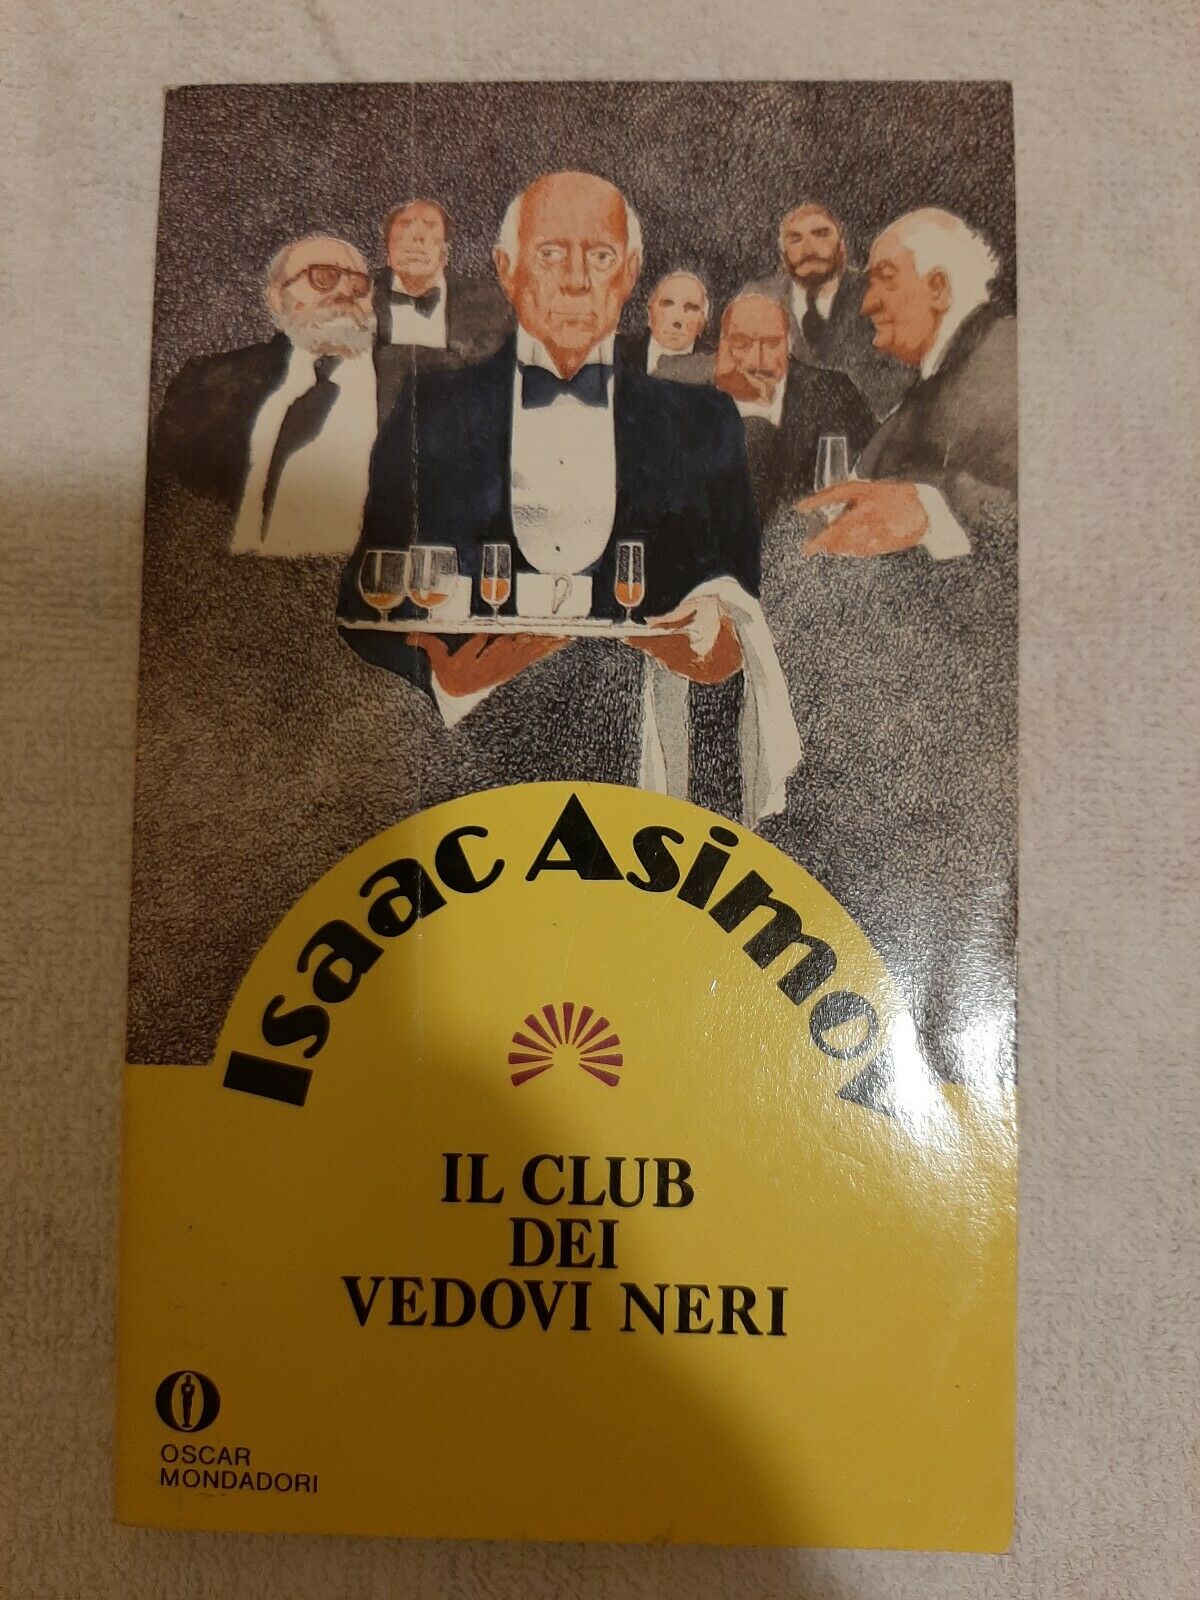 Isaac Asimov
IL CLUB
DEI
VEDOVI NERI
OSCAR
MONDADORI